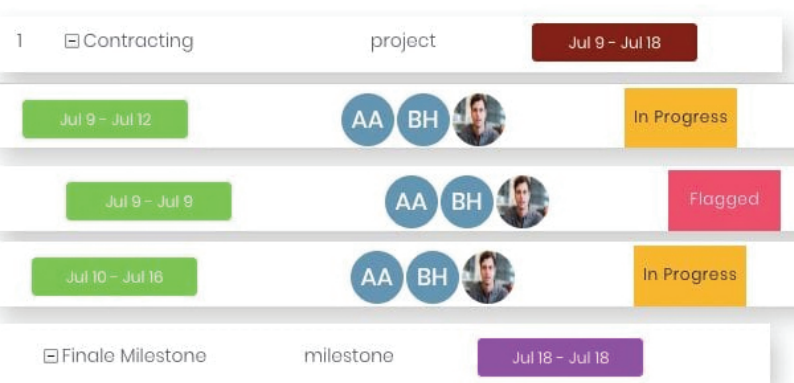 1 Contracting project Jul 9 - Jul 18
Jul 9 - Jul 12 AA BH In Progress
Jul 9 - Jul 9 AA BH Flagged
Jul 10 - Jul 16 AA BH In Progress
Finale Milestone milestone Jul 18 - Jul 18